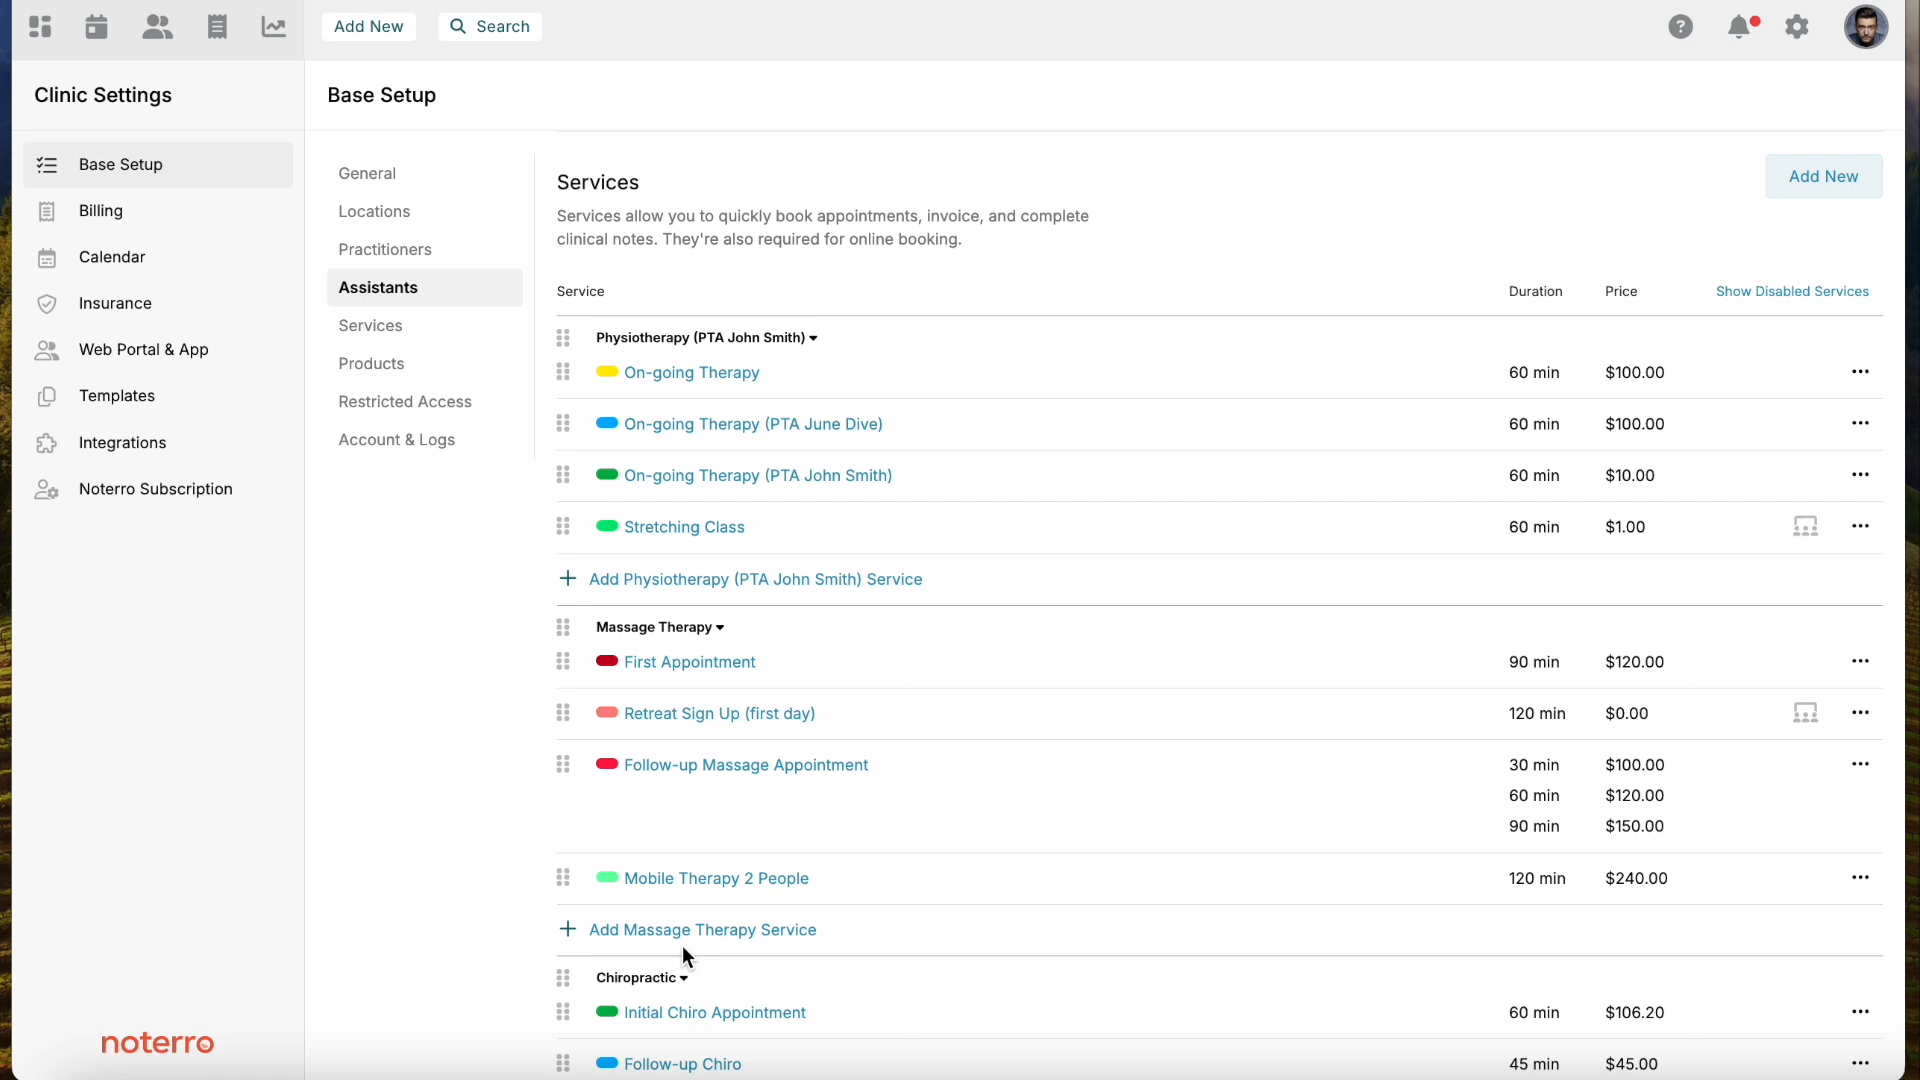 Add New
Search
?
Clinic Settings
Base Setup
Base Setup
Billing
Calendar
Insurance
Web Portal & App
Templates
Integrations
Noterro Subscription
noterro
General
Locations
Practitioners
Assistants
Services
Products
Restricted Access
Account & Logs
Services
Add New
Services allow you to quickly book appointments, invoice, and complete
clinical notes. They're also required for online booking.
Service Duration Price Show Disabled Services
Physiotherapy (PTA John Smith)
On-going Therapy 60 min $100.00
On-going Therapy (PTA June Dive) 60 min $100.00
On-going Therapy (PTA John Smith) 60 min $10.00
Stretching Class 60 min $1.00
+ Add Physiotherapy (PTA John Smith) Service
Massage Therapy
First Appointment 90 min $120.00
Retreat Sign Up (first day) 120 min $0.00
Follow-up Massage Appointment 30 min $100.00
60 min $120.00
90 min $150.00
Mobile Therapy 2 People 120 min $240.00
+ Add Massage Therapy Service
Chiropractic
Initial Chiro Appointment 60 min $106.20
Follow-up Chiro 45 min $45.00